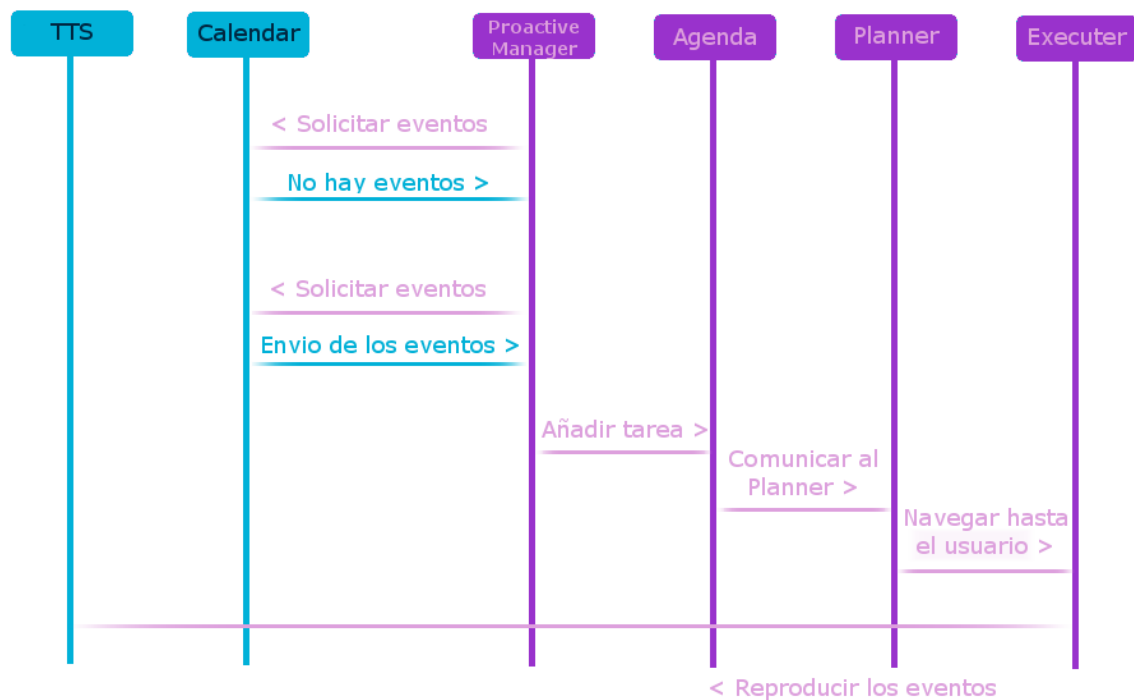 TTS
Calendar
Proactive
Manager
Agenda
Planner
Executer
< Solicitar eventos
No hay eventos >
< Solicitar eventos
Envio de los eventos >
Añadir tarea >
Comunicar al
Planner >
Navegar hasta
el usuario >
< Reproducir los eventos